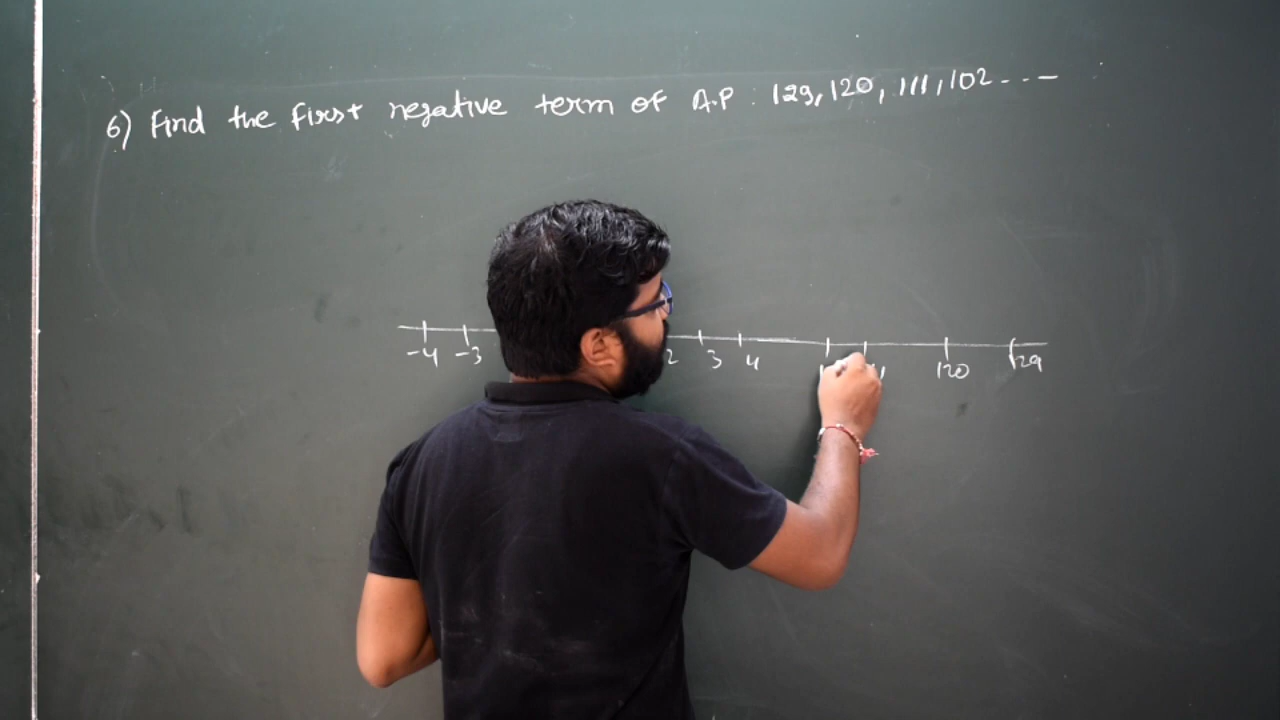 6) Find the first negative term of A.P : 129, 120, 111, 102 - - - -
-4 -3 2 3 4 120 129